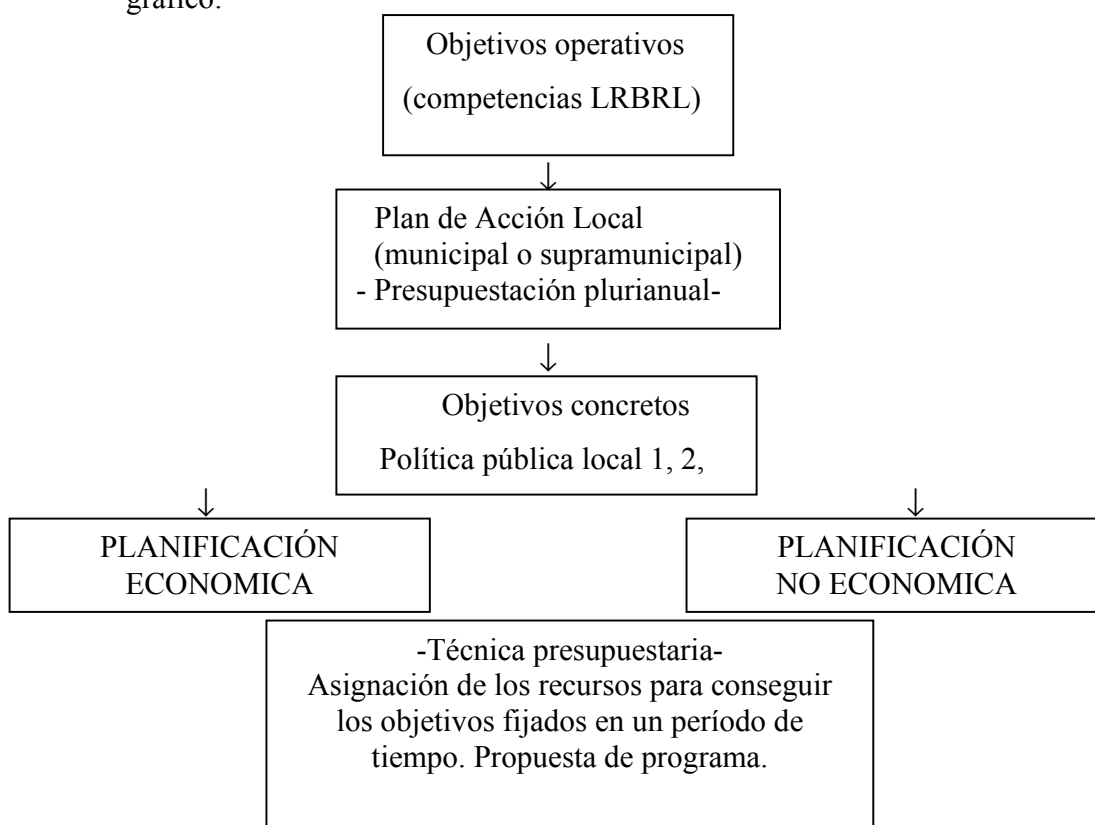 gráfico:
Objetivos operativos
(competencias LRBRL)
↓
Plan de Acción Local
(municipal o supramunicipal)
- Presupuestación plurianual-
↓
Objetivos concretos
Política pública local 1, 2,
↓ ↓
PLANIFICACIÓN
ECONOMICA
PLANIFICACIÓN
NO ECONOMICA
-Técnica presupuestaria-
Asignación de los recursos para conseguir
los objetivos fijados en un período de
tiempo. Propuesta de programa.